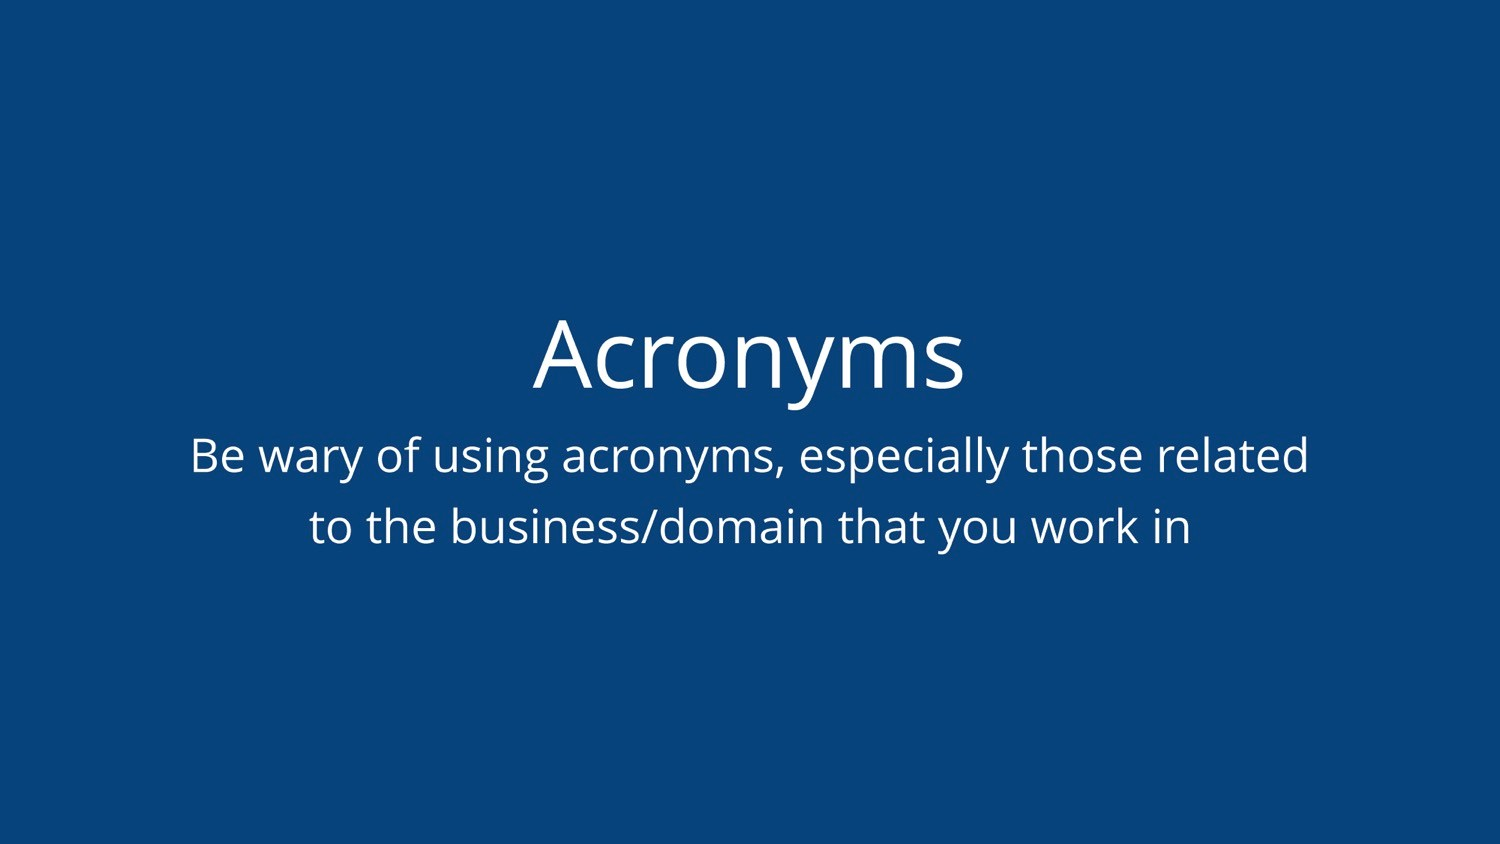 Acronyms
Be wary of using acronyms, especially those related
to the business/domain that you work in